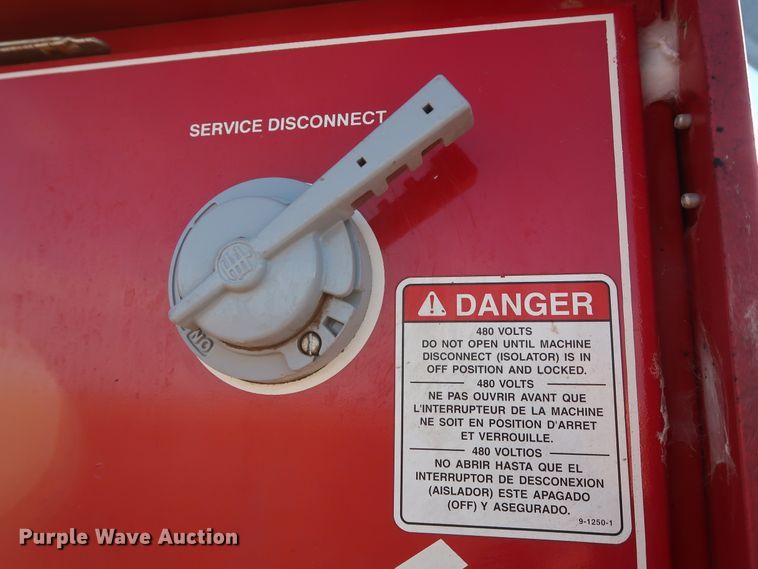 SERVICE DISCONNECT
ON
DANGER
480 VOLTS
DO NOT OPEN UNTIL MACHINE
DISCONNECT (ISOLATOR) IS IN
OFF POSITION AND LOCKED.
480 VOLTS
NE PAS OUVRIR AVANT QUE
L'INTERRUPTEUR DE LA MACHINE
NE SOIT EN POSITION D'ARRET
ET VERROUILLE.
480 VOLTIOS
NO ABRIR HASTA QUE EL
INTERRUPTOR DE DESCONEXION
(AISLADOR) ESTE APAGADO
(OFF) Y ASEGURADO.
9-1250-1
Purple Wave Auction